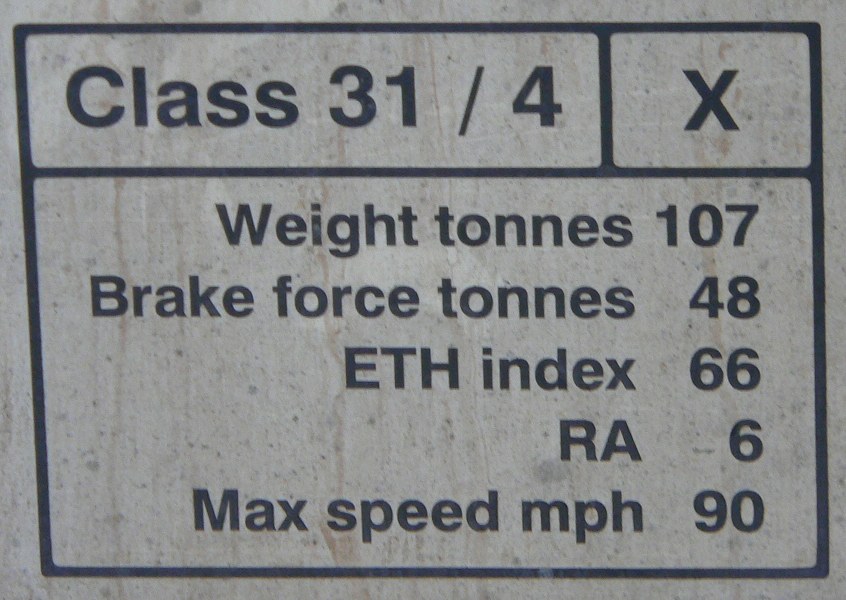 Class 31 / 4 X
Weight tonnes 107
Brake force tonnes 48
ETH index 66
RA 6
Max speed mph 90